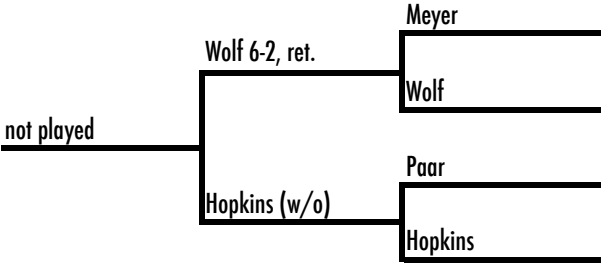 Meyer
Wolf 6-2, ret.
Wolf
not played
Paar
Hopkins (w/o)
Hopkins